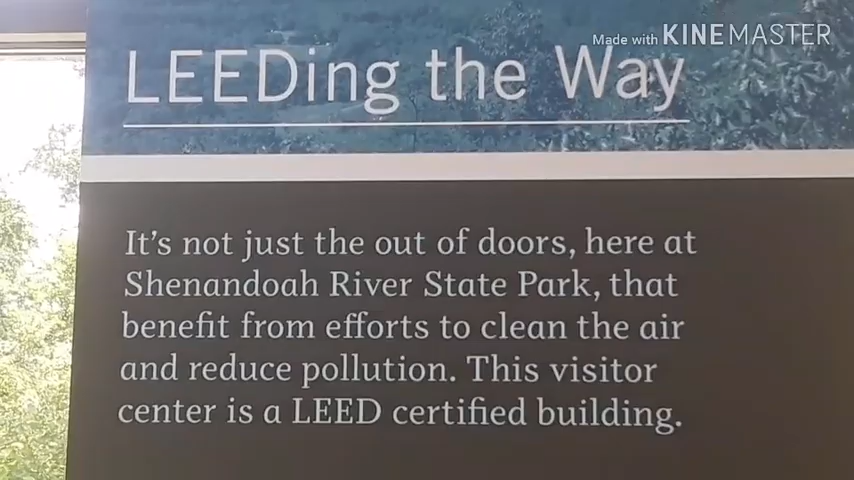 Made with KINEMASTER
LEEDing the Way
It's not just the out of doors, here at
Shenandoah River State Park, that
benefit from efforts to clean the air
and reduce pollution. This visitor
center is a LEED certified building.